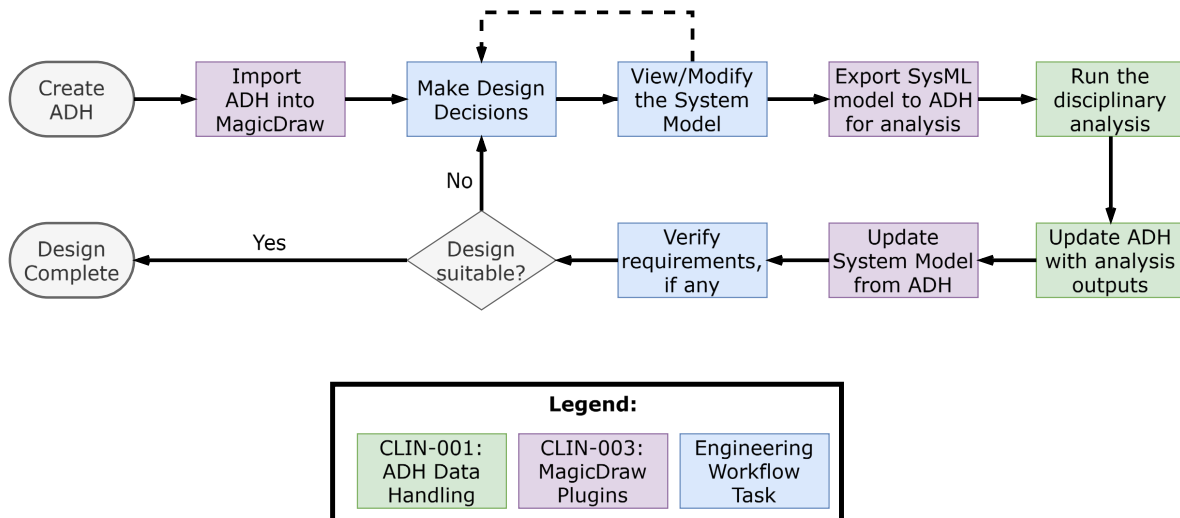 Create
ADH
Import
ADH into
MagicDraw
Make Design
Decisions
View/Modify
the System
Model
Export SysML
model to ADH
for analysis
Run the
disciplinary
analysis
No
Yes
Design
Complete
Design
suitable?
Verify
requirements,
if any
Update
System Model
from ADH
Update ADH
with analysis
outputs
Legend:
CLIN-001:
ADH Data
Handling
CLIN-003:
MagicDraw
Plugins
Engineering
Workflow
Task